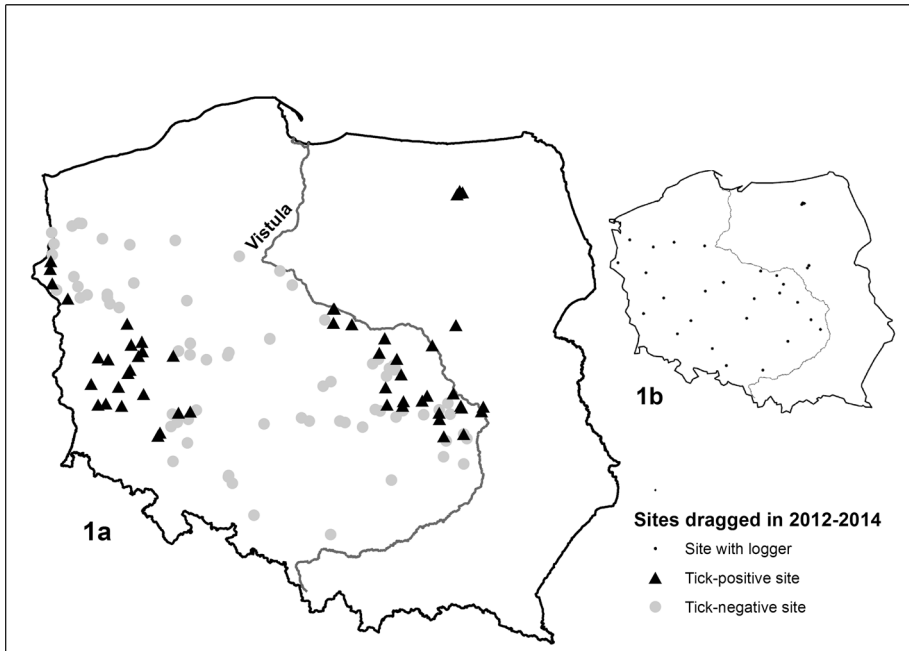 Vistula
1a
1b
Sites dragged in 2012-2014
Site with logger
Tick-positive site
Tick-negative site